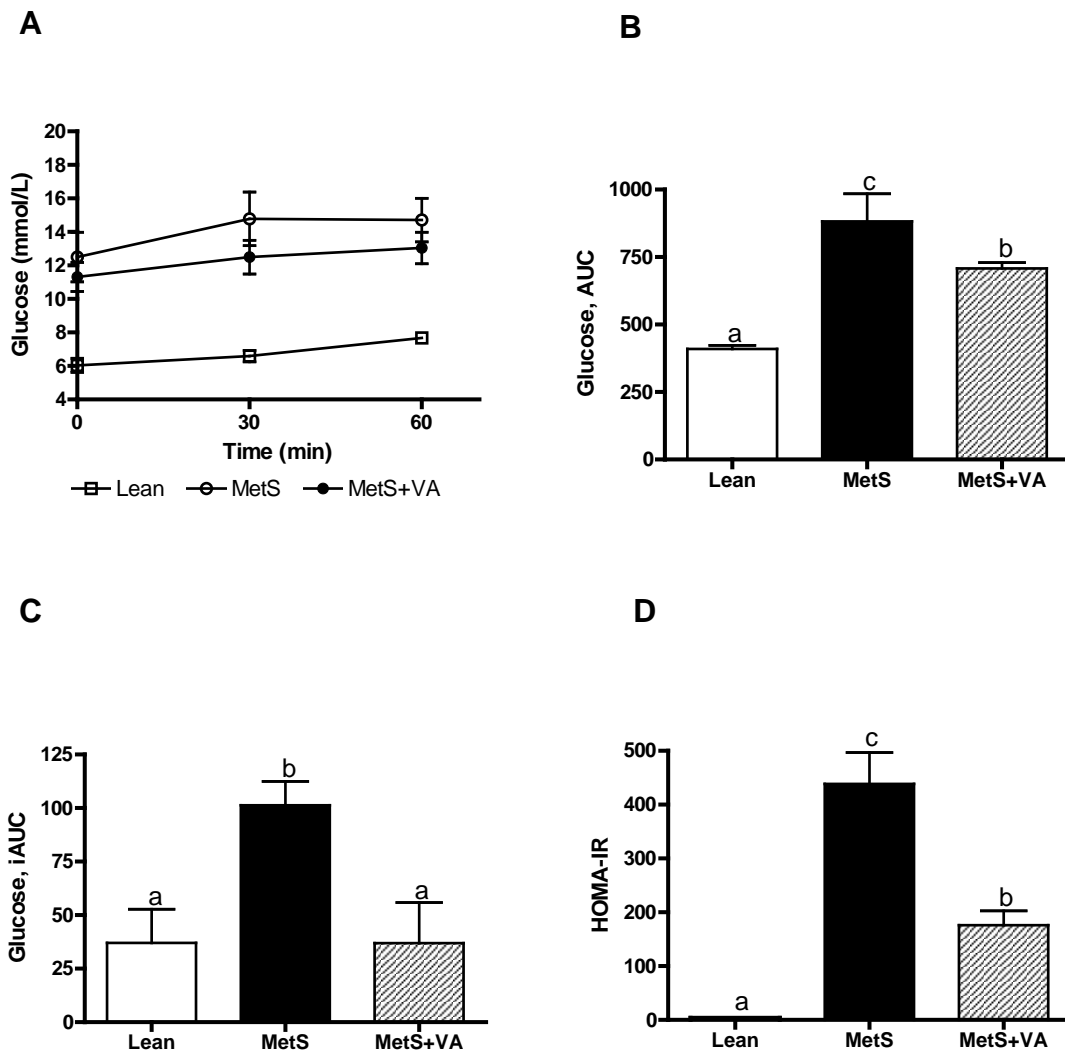 A
Glucose (mmol/L)
20
18
16
14
12
10
8
6
4
0 30 60
Time (min)
Lean MetS MetS+VA
B
Glucose, AUC
1000
750
500
250
0
a c b
Lean MetS MetS+VA
C
Glucose, iAUC
125
100
75
50
25
0
a b a
Lean MetS MetS+VA
D
HOMA-IR
500
400
300
200
100
0
a c b
Lean MetS MetS+VA